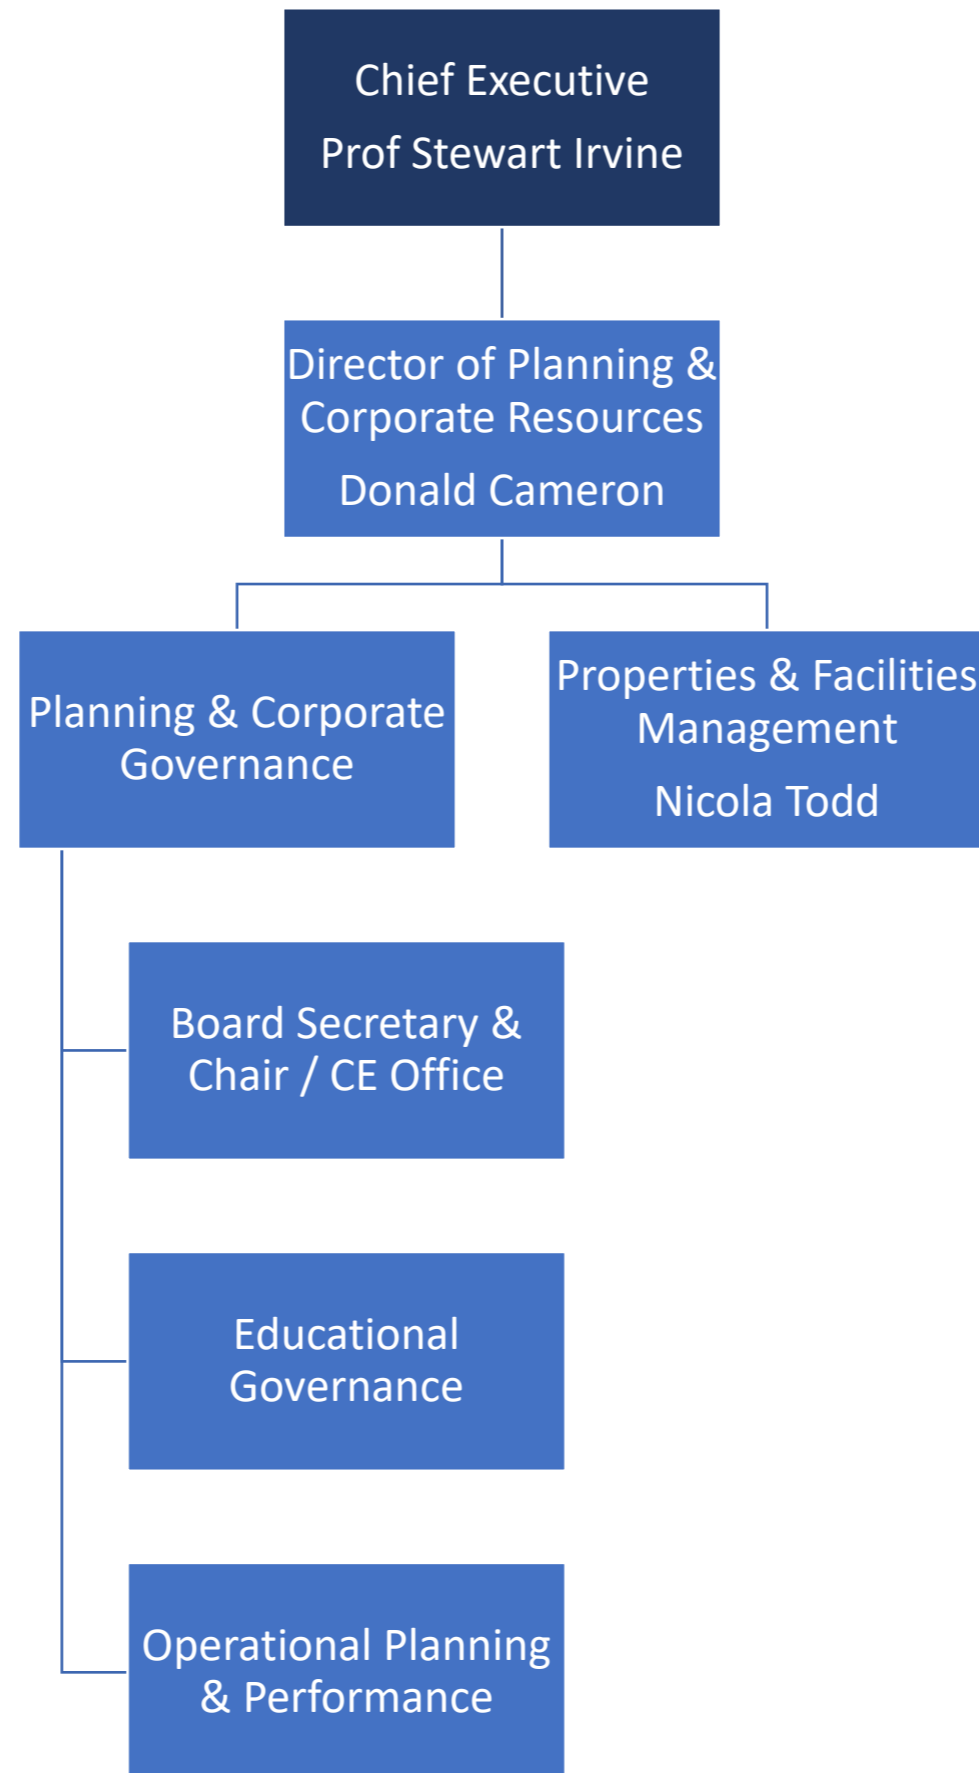 Chief Executive
Prof Stewart Irvine
Director of Planning &
Corporate Resources
Donald Cameron
Planning & Corporate
Governance
Properties & Facilities
Management
Nicola Todd
Board Secretary &
Chair / CE Office
Educational
Governance
Operational Planning
& Performance